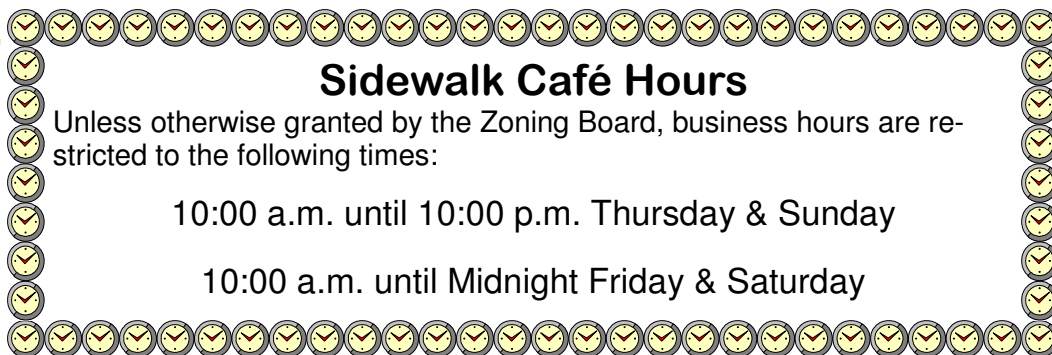 Sidewalk Café Hours
Unless otherwise granted by the Zoning Board, business hours are re-
stricted to the following times:
10:00 a.m. until 10:00 p.m. Thursday & Sunday
10:00 a.m. until Midnight Friday & Saturday